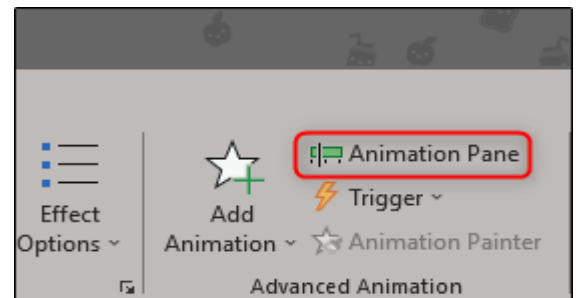 Effect
Options
Add
Animation
Animation Pane
Trigger
Animation Painter
Advanced Animation